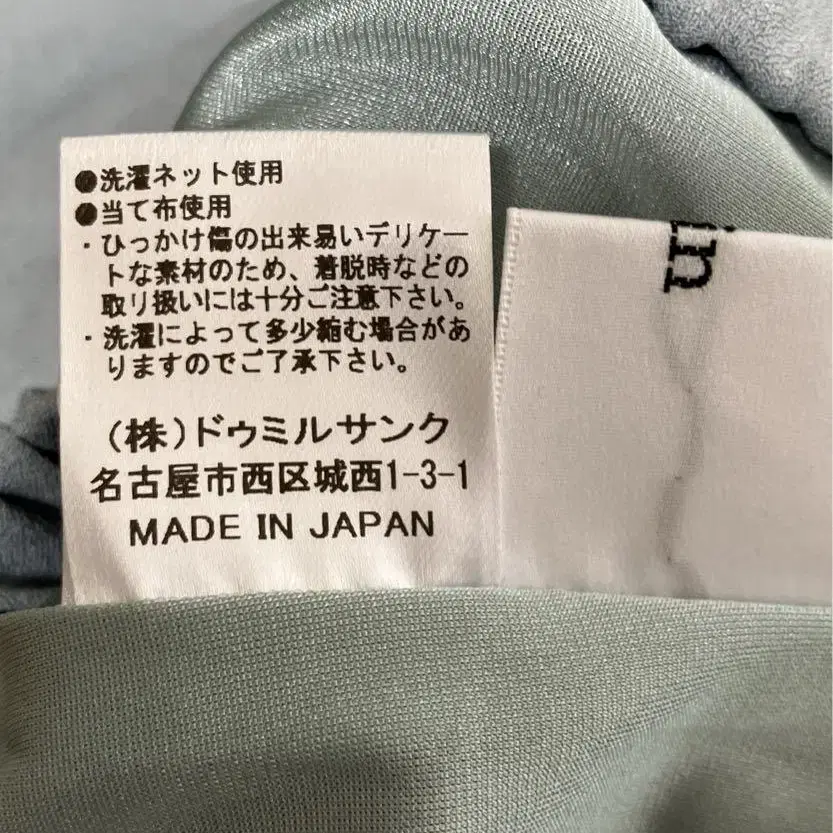 ●洗濯ネット使用
●当て布使用
・ひっかけ傷の出来易いデリケー
トな素材のため、着脱時などの
取り扱いには十分ご注意下さい。
・洗濯によって多少縮む場合があ
りますのでご了承下さい。
(株)ドゥミルサンク
名古屋市西区城西1-3-1
MADE IN JAPAN